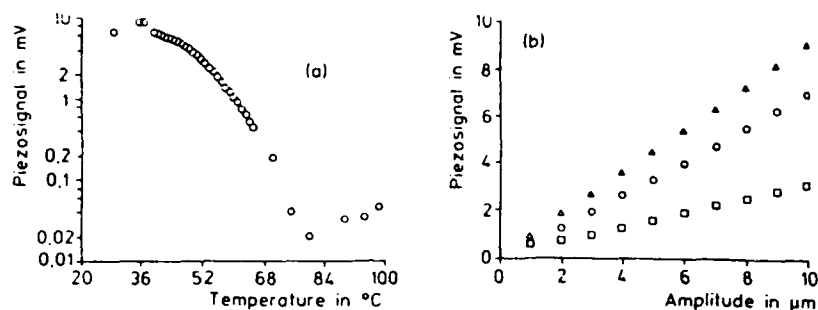 Piezosignal in mV
10
2
1
0.2
0.1
0.02
0.01
(a)
20 36 52 68 84 100
Temperature in °C
Piezosignal in mV
10
8
6
4
2
0
(b)
0 2 4 6 8 10
Amplitude in µm